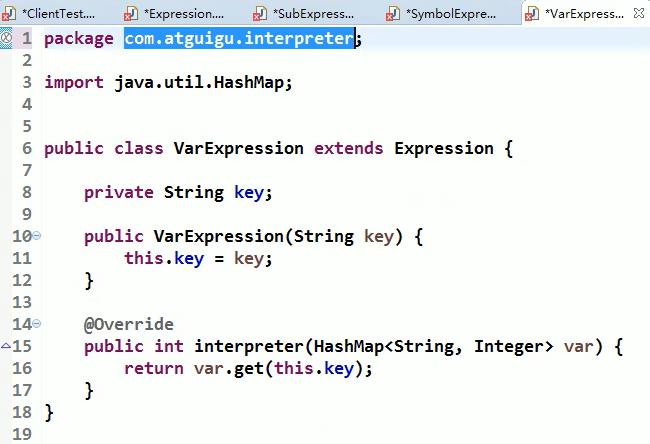 *ClientTest.... *Expression.... *SubExpress... *SymbolExpre... *VarExpress...
1 package com.atguigu.interpreter;
2
3 import java.util.HashMap;
4
5
6 public class VarExpression extends Expression {
7
8 private String key;
9
10 public VarExpression(String key) {
11 this.key = key;
12 }
13
14 @Override
15 public int interpreter(HashMap<String, Integer> var) {
16 return var.get(this.key);
17 }
18 }
19